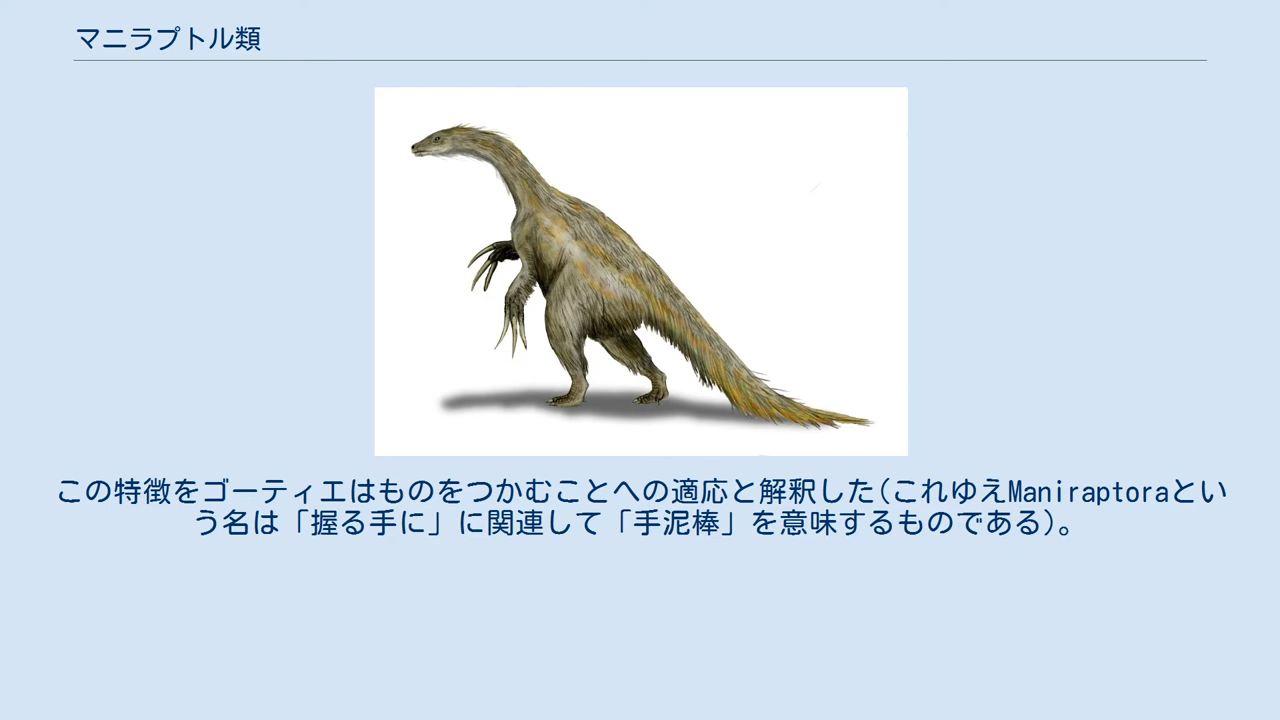 マニラプトル類
この特徴をゴーティエはものをつかむことへの適応と解釈した(これゆえManiraptoraとい
う名は「握る手に」に関連して「手泥棒」を意味するものである)。